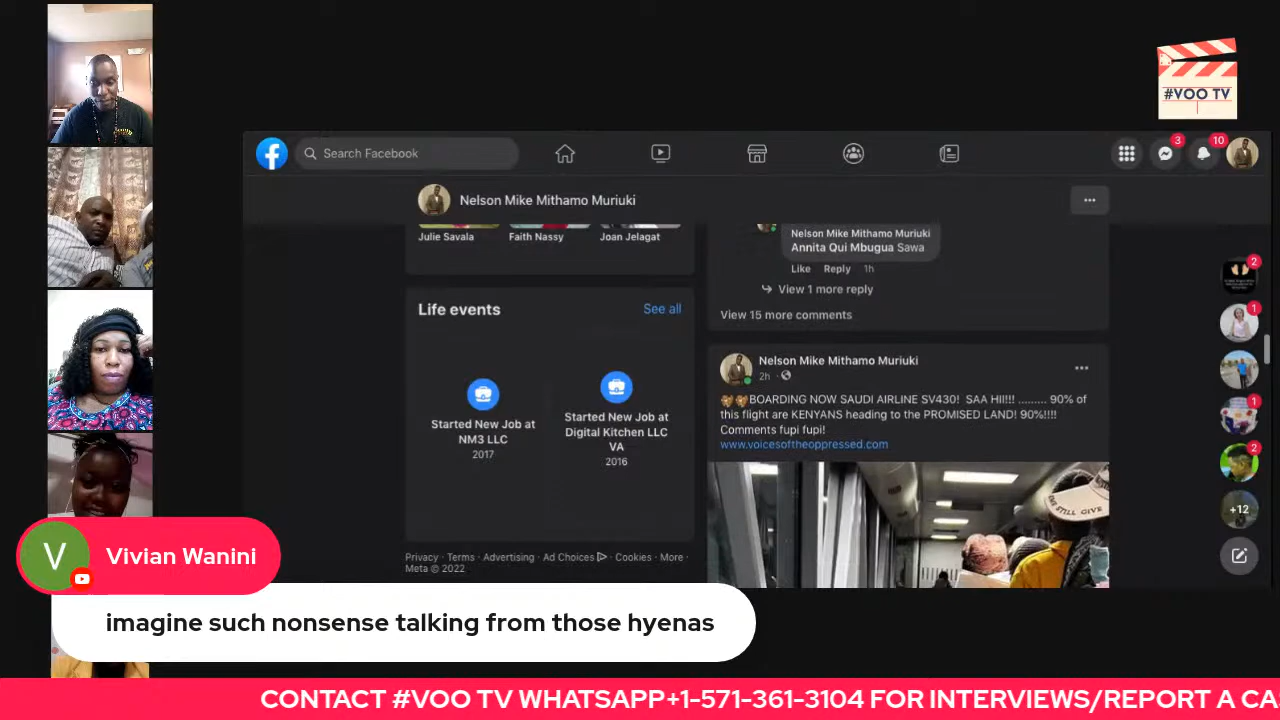 #VOO TV
Search Facebook
3
10
Nelson Mike Mithamo Muriuki
Julie Savala
Faith Nassy
Joan Jelagat
Life events
See all
Started New Job at
NM3 LLC
2017
Started New Job at
Digital Kitchen LLC
VA
2016
Privacy · Terms · Advertising · Ad Choices · Cookies · More ·
Meta © 2022
Nelson Mike Mithamo Muriuki
Annita Qui Mbugua Sawa
Like Reply 1h
View 1 more reply
View 15 more comments
Nelson Mike Mithamo Muriuki
2h ·
BOARDING NOW SAUDI AIRLINE SV430! SAA HII!!! ......... 90% of
this flight are KENYANS heading to the PROMISED LAND! 90%!!!!
Comments fupi fupi!
www.voicesoftheoppressed.com
STILL GIVE
2
1
1
2
+12
V
Vivian Wanini
imagine such nonsense talking from those hyenas
CONTACT #VOO TV WHATSAPP+1-571-361-3104 FOR INTERVIEWS/REPORT A CA